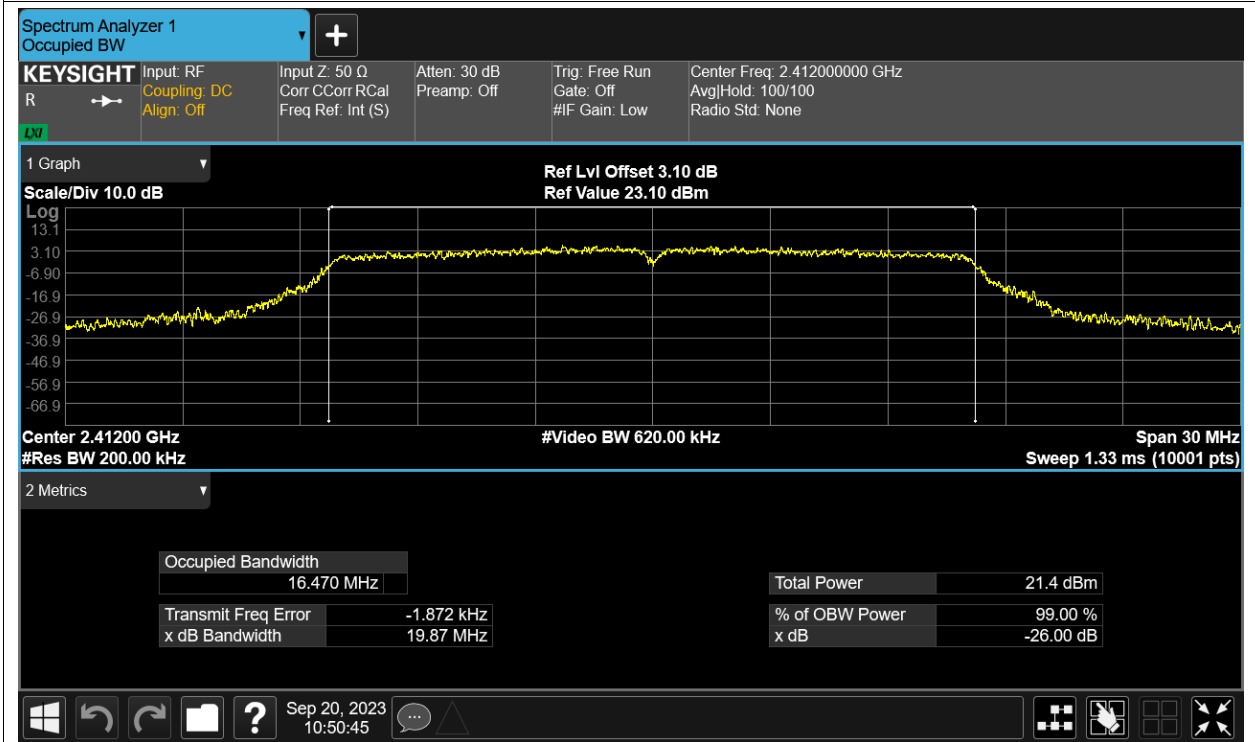 Spectrum Analyzer 1
Occupied BW
KEYSIGHT
R
LXI
Input: RF
Coupling: DC
Align: Off
Input Z: 50 Ω
Corr CCorr RCal
Freq Ref: Int (S)
Atten: 30 dB
Preamp: Off
Trig: Free Run
Gate: Off
#IF Gain: Low
Center Freq: 2.412000000 GHz
Avg|Hold: 100/100
Radio Std: None
1 Graph
Scale/Div 10.0 dB
Ref Lvl Offset 3.10 dB
Ref Value 23.10 dBm
Log
13.1
3.10
-6.90
-16.9
-26.9
-36.9
-46.9
-56.9
-66.9
Center 2.41200 GHz
#Res BW 200.00 kHz
#Video BW 620.00 kHz
Span 30 MHz
Sweep 1.33 ms (10001 pts)
2 Metrics
Occupied Bandwidth
16.470 MHz
Transmit Freq Error -1.872 kHz
x dB Bandwidth 19.87 MHz
Total Power 21.4 dBm
% of OBW Power 99.00 %
x dB -26.00 dB
?
Sep 20, 2023
10:50:45